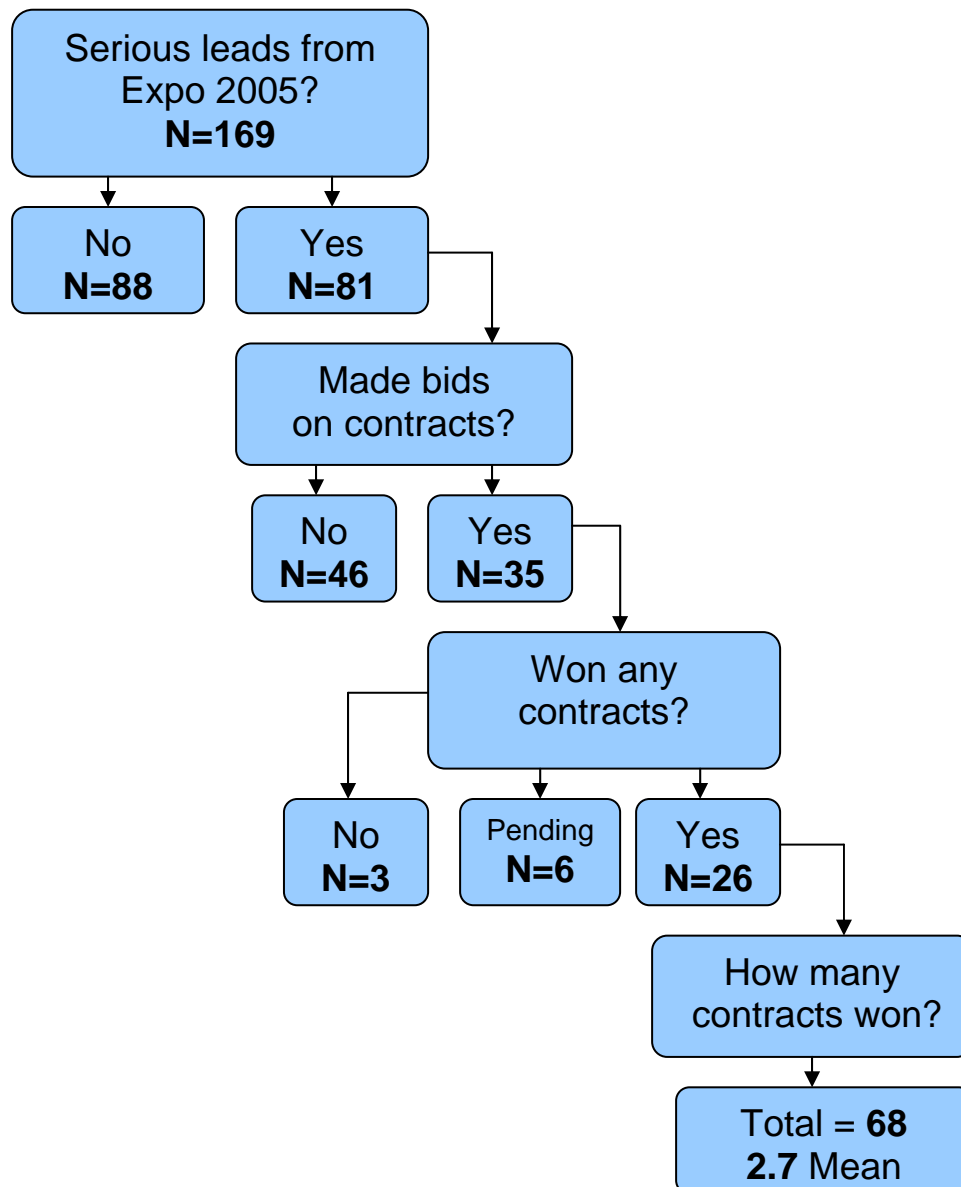 Serious leads from
Expo 2005?
N=169
No
N=88
Yes
N=81
Made bids
on contracts?
No
N=46
Yes
N=35
Won any
contracts?
No
N=3
Pending
N=6
Yes
N=26
How many
contracts won?
Total = 68
2.7 Mean